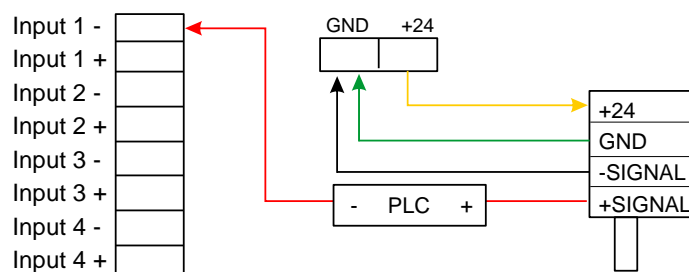 Input 1 -
Input 1 +
Input 2 -
Input 2 +
Input 3 -
Input 3 +
Input 4 -
Input 4 +
GND +24
+24
GND
-SIGNAL
+SIGNAL
- PLC +